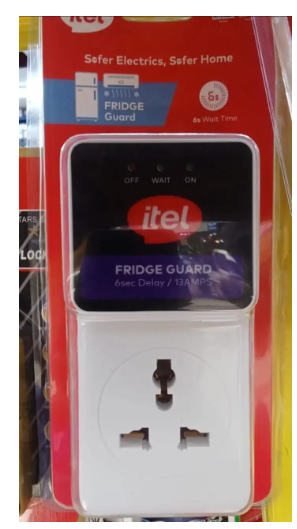 itel
Safer Electrics, Safer Home
FRIDGE
Guard
6s
6s Wait Time
OFF WAIT ON
itel
FRIDGE GUARD
6sec Delay / 13AMPS